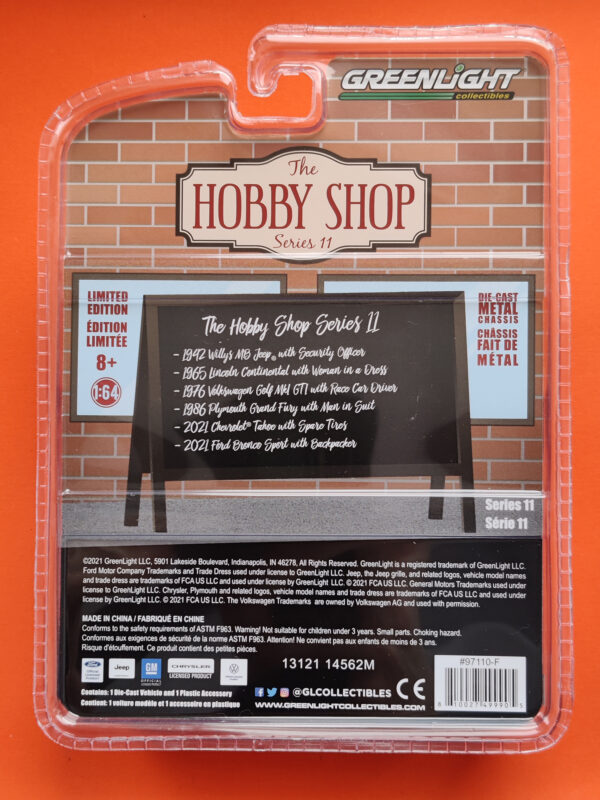 GREENLIGHT
collectibles
The
HOBBY SHOP
Series 11
LIMITED
EDITION
ÉDITION
LIMITÉE
8+
1:64
DIE-CAST
METAL
CHASSIS
CHÂSSIS
FAIT DE
MÉTAL
The Hobby Shop Series 11
- 1942 Willys MB Jeep® with Security Officer
- 1965 Lincoln Continental with Woman in a Dress
- 1976 Volkswagen Golf Mk1 GTI with Race Car Driver
- 1986 Plymouth Grand Fury with Man in Suit
- 2021 Chevrolet® Tahoe with Spare Tires
- 2021 Ford Bronco Sport with Backpacker
Series 11
Série 11
©2021 GreenLight LLC, 5901 Lakeside Boulevard, Indianapolis, IN 46278, All Rights Reserved. GreenLight is a registered trademark of GreenLight LLC.
Ford Motor Company Trademarks and Trade Dress used under license to GreenLight LLC. Jeep, the Jeep grille, and related logos, vehicle model names
and trade dress are trademarks of FCA US LLC and used under license by GreenLight LLC. © 2021 FCA US LLC. General Motors Trademarks used under
license to GreenLight LLC. Chrysler, Plymouth and related logos, vehicle model names and trade dress are trademarks of FCA US LLC and used under
license by GreenLight LLC. © 2021 FCA US LLC. The Volkswagen Trademarks are owned by Volkswagen AG and used with permission.
MADE IN CHINA / FABRIQUÉ EN CHINE
Conforms to the safety requirements of ASTM F963. Warning! Not suitable for children under 3 years. Small parts. Choking hazard.
Conformes aux exigences de sécurité de la norme ASTM F963. Attention! Ne convient pas aux enfants de moins de 3 ans.
Risque d'étouffement. Ce produit contient des petites pièces.
Ford
Official
Licensed
Product
Jeep
GM
OFFICIAL
CHRYSLER
LICENSED PRODUCT
13121 14562M
#97110-F
Contains: 1 Die-Cast Vehicle and 1 Plastic Accessory
Contient: 1 voiture modèle et 1 accessoire en plastique
@GLCOLLECTIBLES
CE
WWW.GREENLIGHTCOLLECTIBLES.COM
8 10027 49990 5